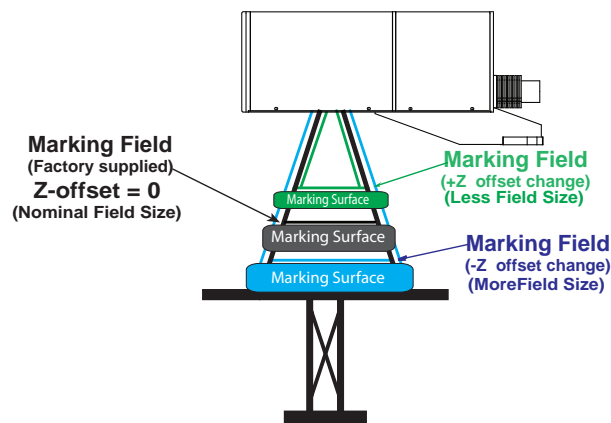 Marking Field
(Factory supplied)
Z-offset = 0
(Nominal Field Size)
Marking Field
(+Z offset change)
(Less Field Size)
Marking Surface
Marking Surface
Marking Field
(-Z offset change)
(MoreField Size)
Marking Surface